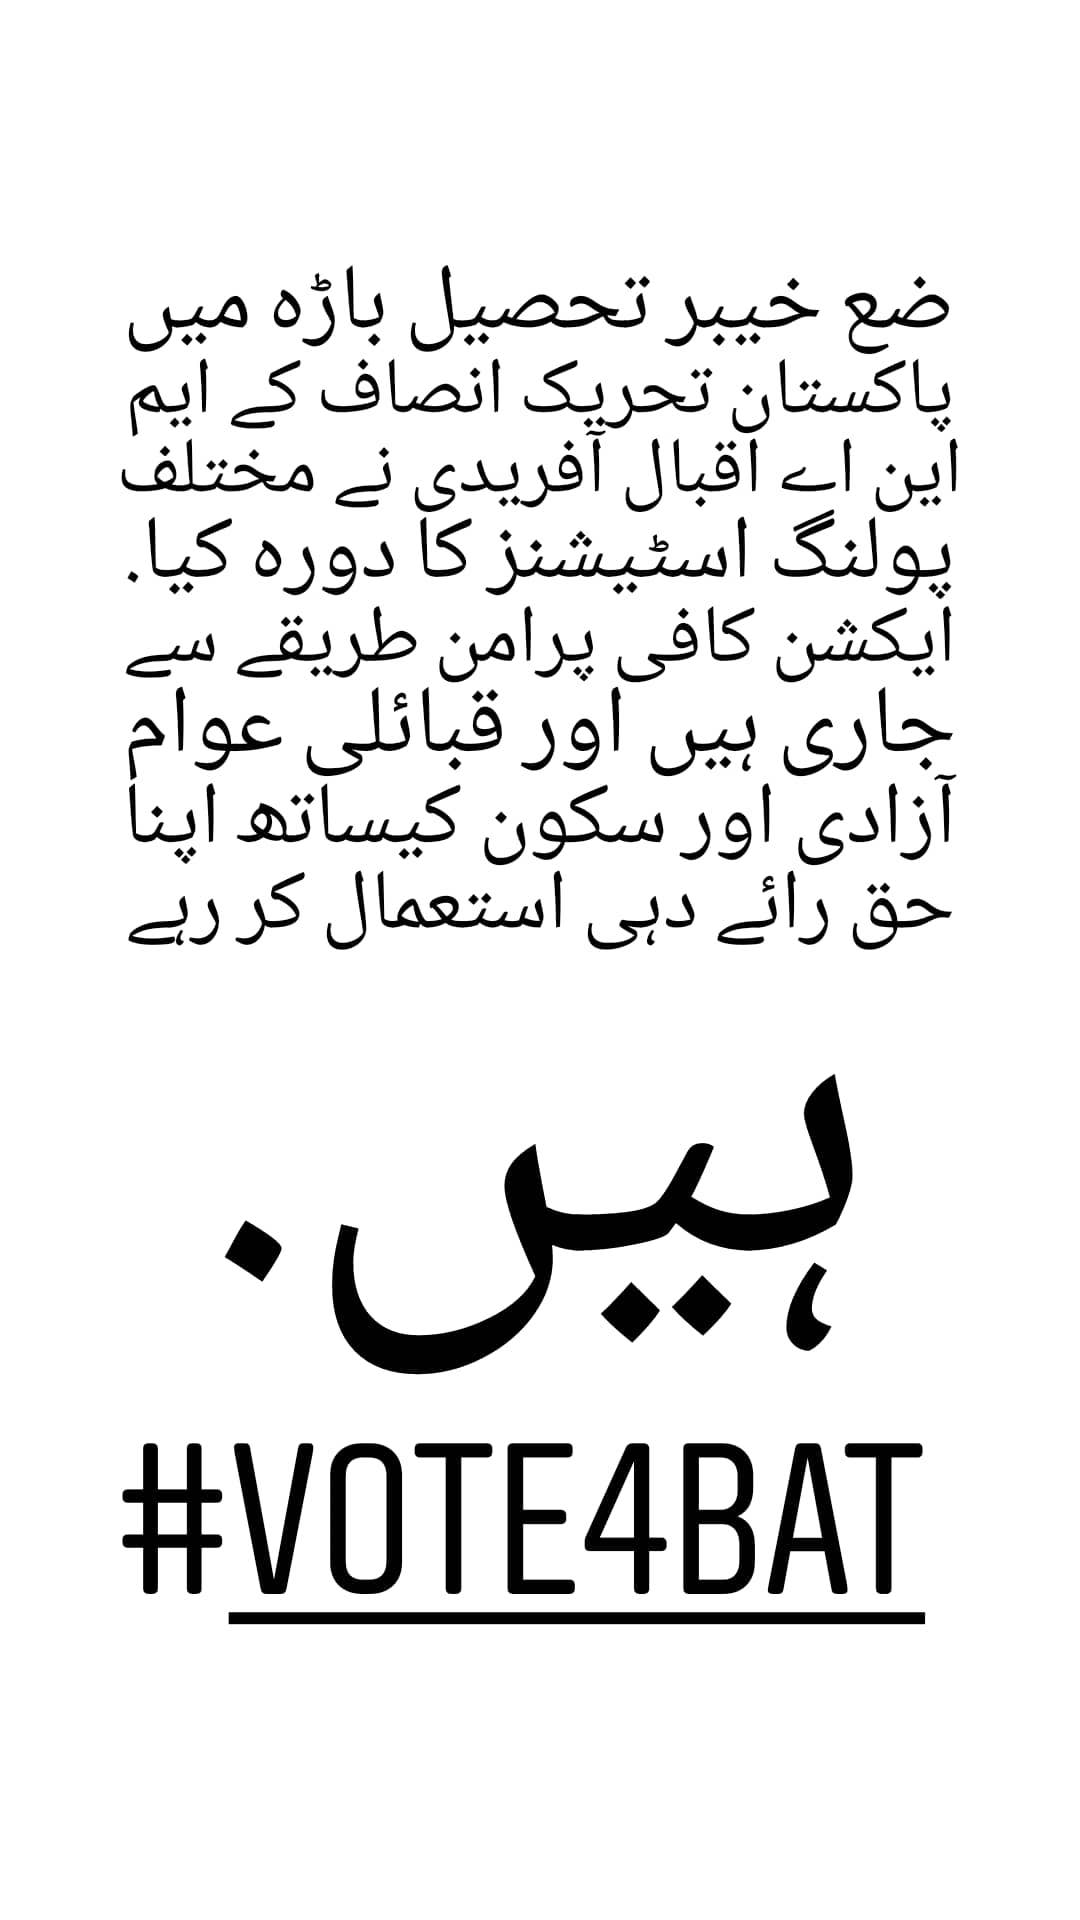 ضع خیبر تحصیل باڑہ میں
پاکستان تحریک انصاف کے ایم
این اے اقبال آفریدی نے مختلف
پولنگ اسٹیشنز کا دورہ کیا.
ایکشن کافی پرامن طریقے سے
جاری ہیں اور قبائلی عوام
آزادی اور سکون کیساتھ اپنا
حق رائے دہی استعمال کر رہے
ہیں.
#VOTE4BAT